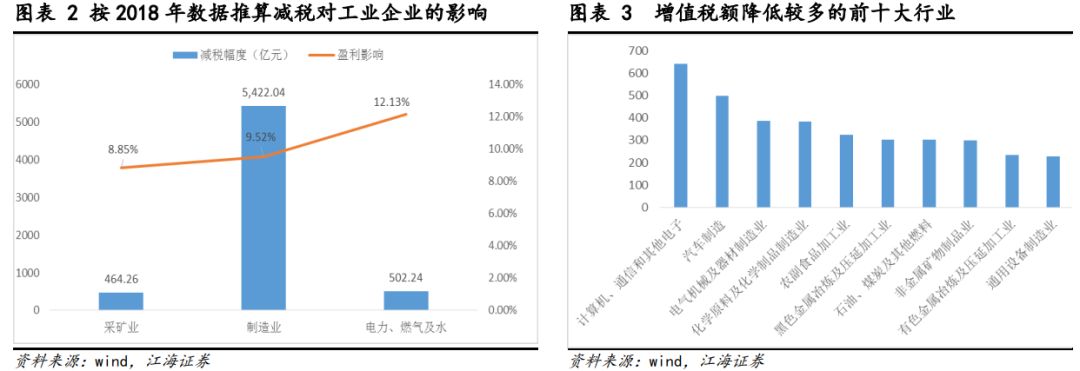 图表 2 按 2018 年数据推算减税对工业企业的影响
减税幅度（亿元）
盈利影响
6000
5000
4000
3000
2000
1000
0
14.00%
12.00%
10.00%
8.00%
6.00%
4.00%
2.00%
0.00%
5,422.04
12.13%
9.52%
8.85%
464.26
502.24
采矿业
制造业
电力、燃气及水
资料来源：wind，江海证券
图表 3 增值税额降低较多的前十大行业
700
600
500
400
300
200
100
0
计算机、通信和其他电子
汽车制造
电气机械及器材制造业
化学原料及化学制品制造业
农副食品加工业
黑色金属冶炼及压延加工业
石油、煤炭及其他燃料
非金属矿物制品业
有色金属冶炼及压延加工业
通用设备制造业
资料来源：wind，江海证券